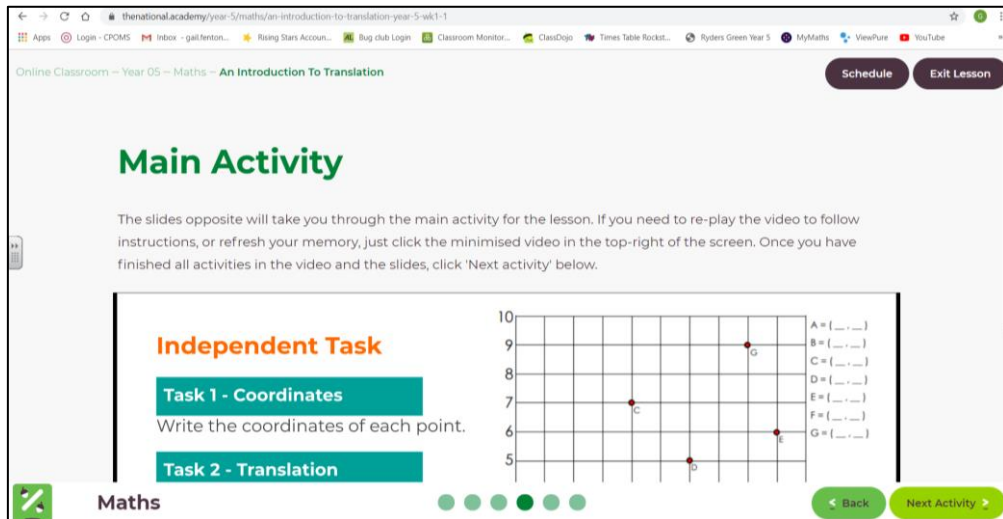 thenational.academy/year-5/maths/an-introduction-to-translation-year-5-wk1-1
G
Apps Login - CPOMS Inbox - gail.fenton... Rising Stars Accoun... Bug club Login Classroom Monitor... ClassDojo Times Table Rockst... Ryders Green Year 5 MyMaths ViewPure YouTube
Online Classroom – Year 05 – Maths – An Introduction To Translation
Schedule Exit Lesson
Main Activity
The slides opposite will take you through the main activity for the lesson. If you need to re-play the video to follow
instructions, or refresh your memory, just click the minimised video in the top-right of the screen. Once you have
finished all activities in the video and the slides, click 'Next activity' below.
Independent Task
Task 1 - Coordinates
Write the coordinates of each point.
Task 2 - Translation
10
9
8
7
6
5
G
C
E
D
A = ( __ , __ )
B = ( __ , __ )
C = ( __ , __ )
D = ( __ , __ )
E = ( __ , __ )
F = ( __ , __ )
G = ( __ , __ )
Maths
< Back
Next Activity >